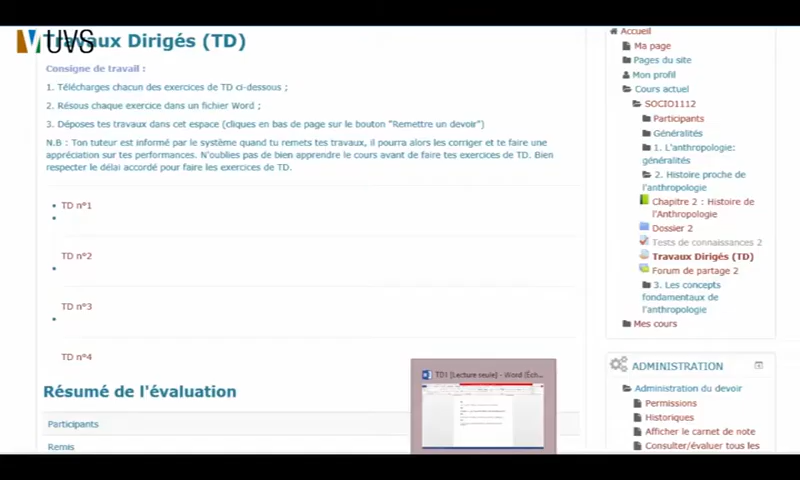 UVS
Travaux Dirigés (TD)
Consigne de travail :
1. Télécharges chacun des exercices de TD ci-dessous ;
2. Résous chaque exercice dans un fichier Word ;
3. Déposes tes travaux dans cet espace (cliques en bas de page sur le bouton "Remettre un devoir")
N.B : Ton tuteur est informé par le système quand tu remets tes travaux, il pourra alors les corriger et te faire une
appréciation sur tes performances. N'oublies pas de bien apprendre le cours avant de faire tes exercices de TD. Bien
respecter le délai accordé pour faire les exercices de TD.
TD n°1
TD n°2
TD n°3
TD n°4
Résumé de l'évaluation
Participants
Remis
TD1 [Lecture seule] - Word (Éch...
Accueil
Ma page
Pages du site
Mon profil
Cours actuel
SOCIO1112
Participants
Généralités
1. L'anthropologie:
généralités
2. Histoire proche de
l'anthropologie
Chapitre 2 : Histoire de
l'Anthropologie
Dossier 2
Tests de connaissances 2
Travaux Dirigés (TD)
Forum de partage 2
3. Les concepts
fondamentaux de
l'anthropologie
Mes cours
ADMINISTRATION
Administration du devoir
Permissions
Historiques
Afficher le carnet de note
Consulter/évaluer tous les